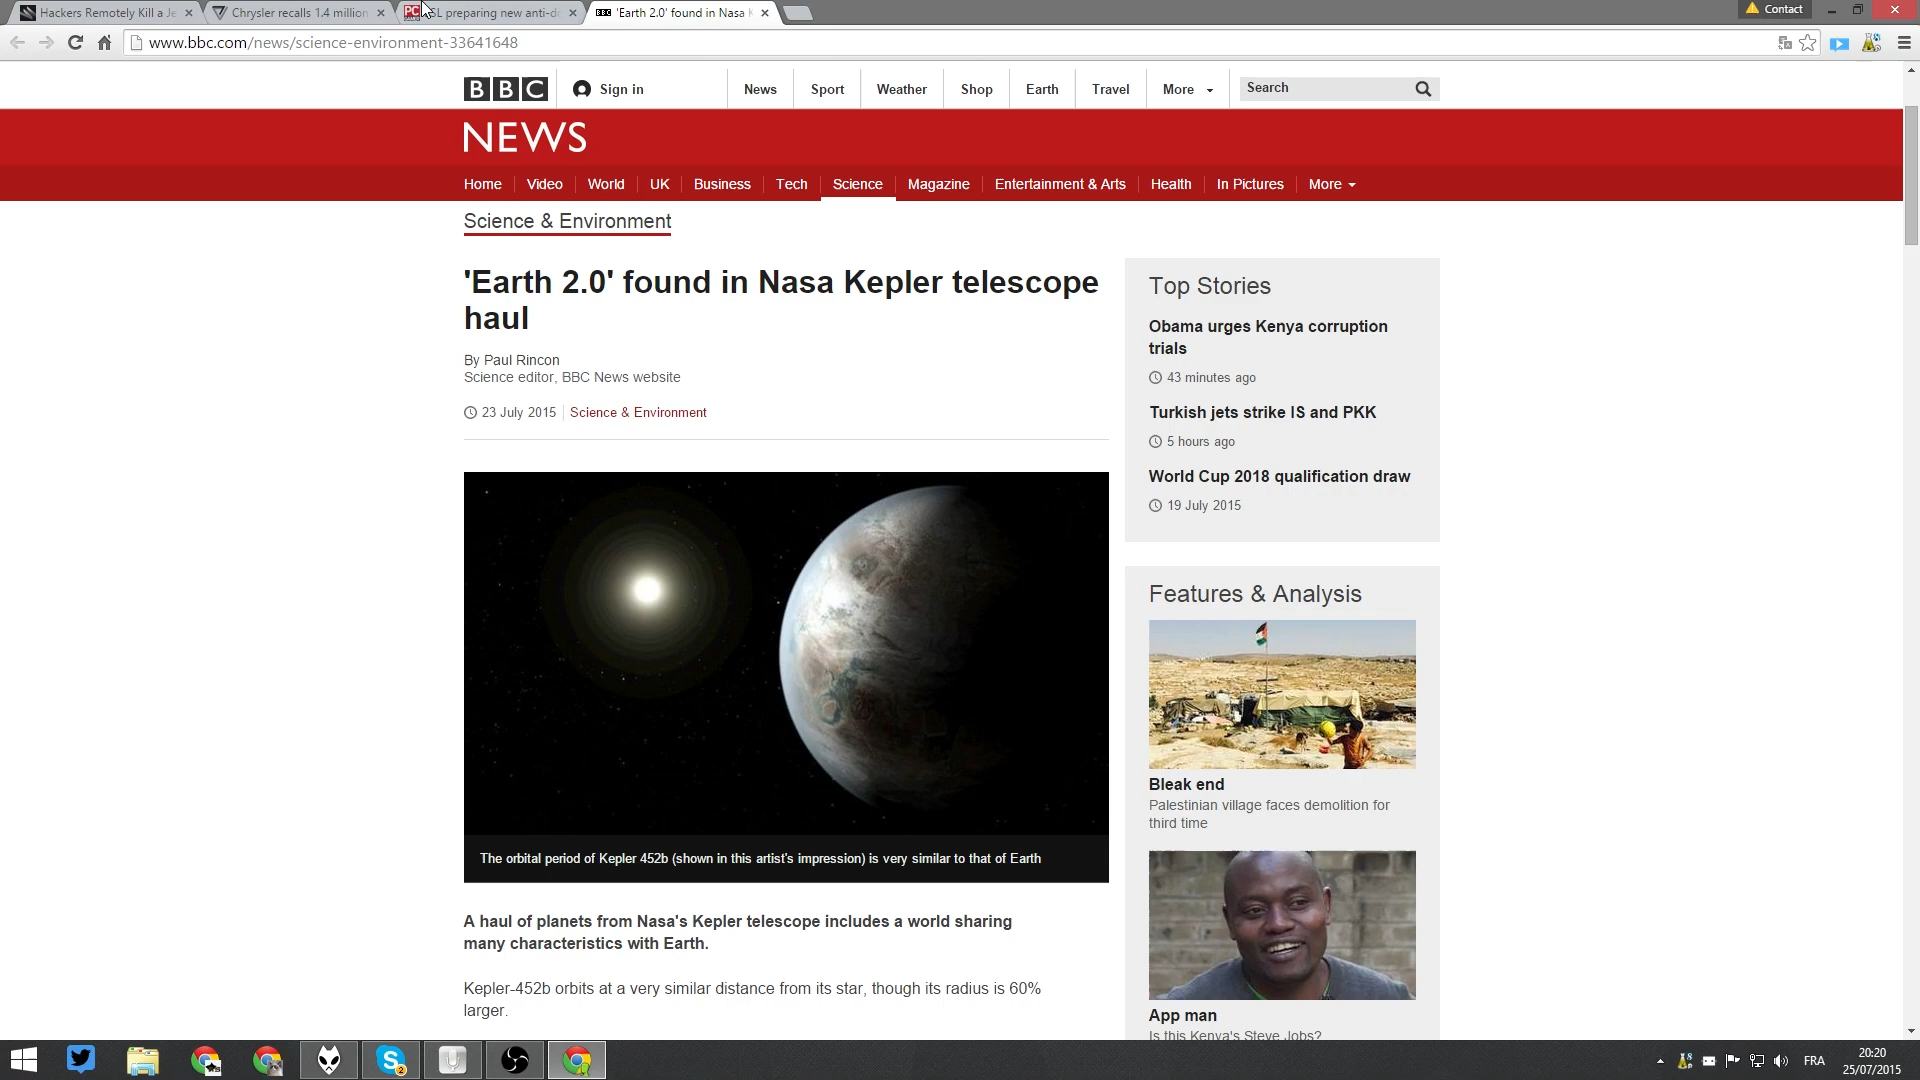 Hackers Remotely Kill a Je
Chrysler recalls 1.4 million
SL preparing new anti-d
'Earth 2.0' found in Nasa K
Contact
www.bbc.com/news/science-environment-33641648
BBC
Sign in
News
Sport
Weather
Shop
Earth
Travel
More
Search
NEWS
Home
Video
World
UK
Business
Tech
Science
Magazine
Entertainment & Arts
Health
In Pictures
More
Science & Environment
'Earth 2.0' found in Nasa Kepler telescope
haul
By Paul Rincon
Science editor, BBC News website
23 July 2015
Science & Environment
The orbital period of Kepler 452b (shown in this artist's impression) is very similar to that of Earth
A haul of planets from Nasa's Kepler telescope includes a world sharing
many characteristics with Earth.
Kepler-452b orbits at a very similar distance from its star, though its radius is 60%
larger.
Top Stories
Obama urges Kenya corruption
trials
43 minutes ago
Turkish jets strike IS and PKK
5 hours ago
World Cup 2018 qualification draw
19 July 2015
Features & Analysis
Bleak end
Palestinian village faces demolition for
third time
App man
Is this Kenya's Steve Jobs?
FRA
20:20
25/07/2015